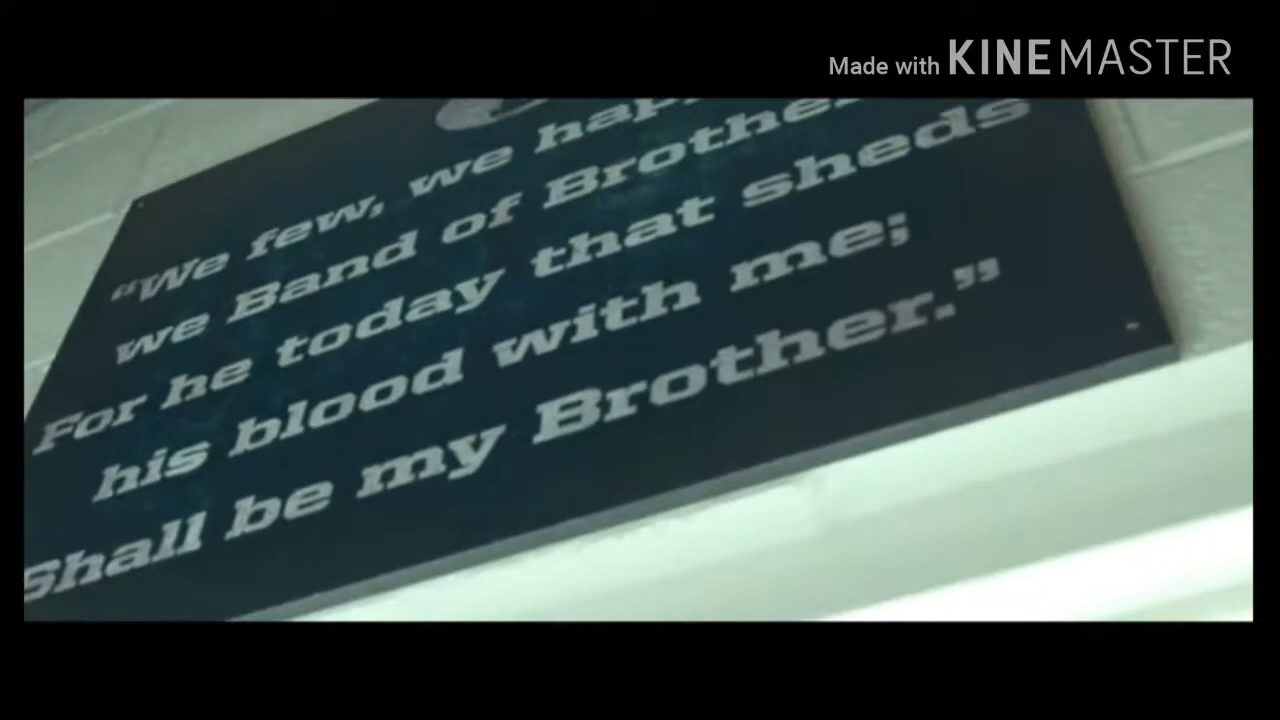 Made with KINEMASTER
“We few, we
we Band of
For he today that sheds
his blood with me;
Shall be my Brother.”